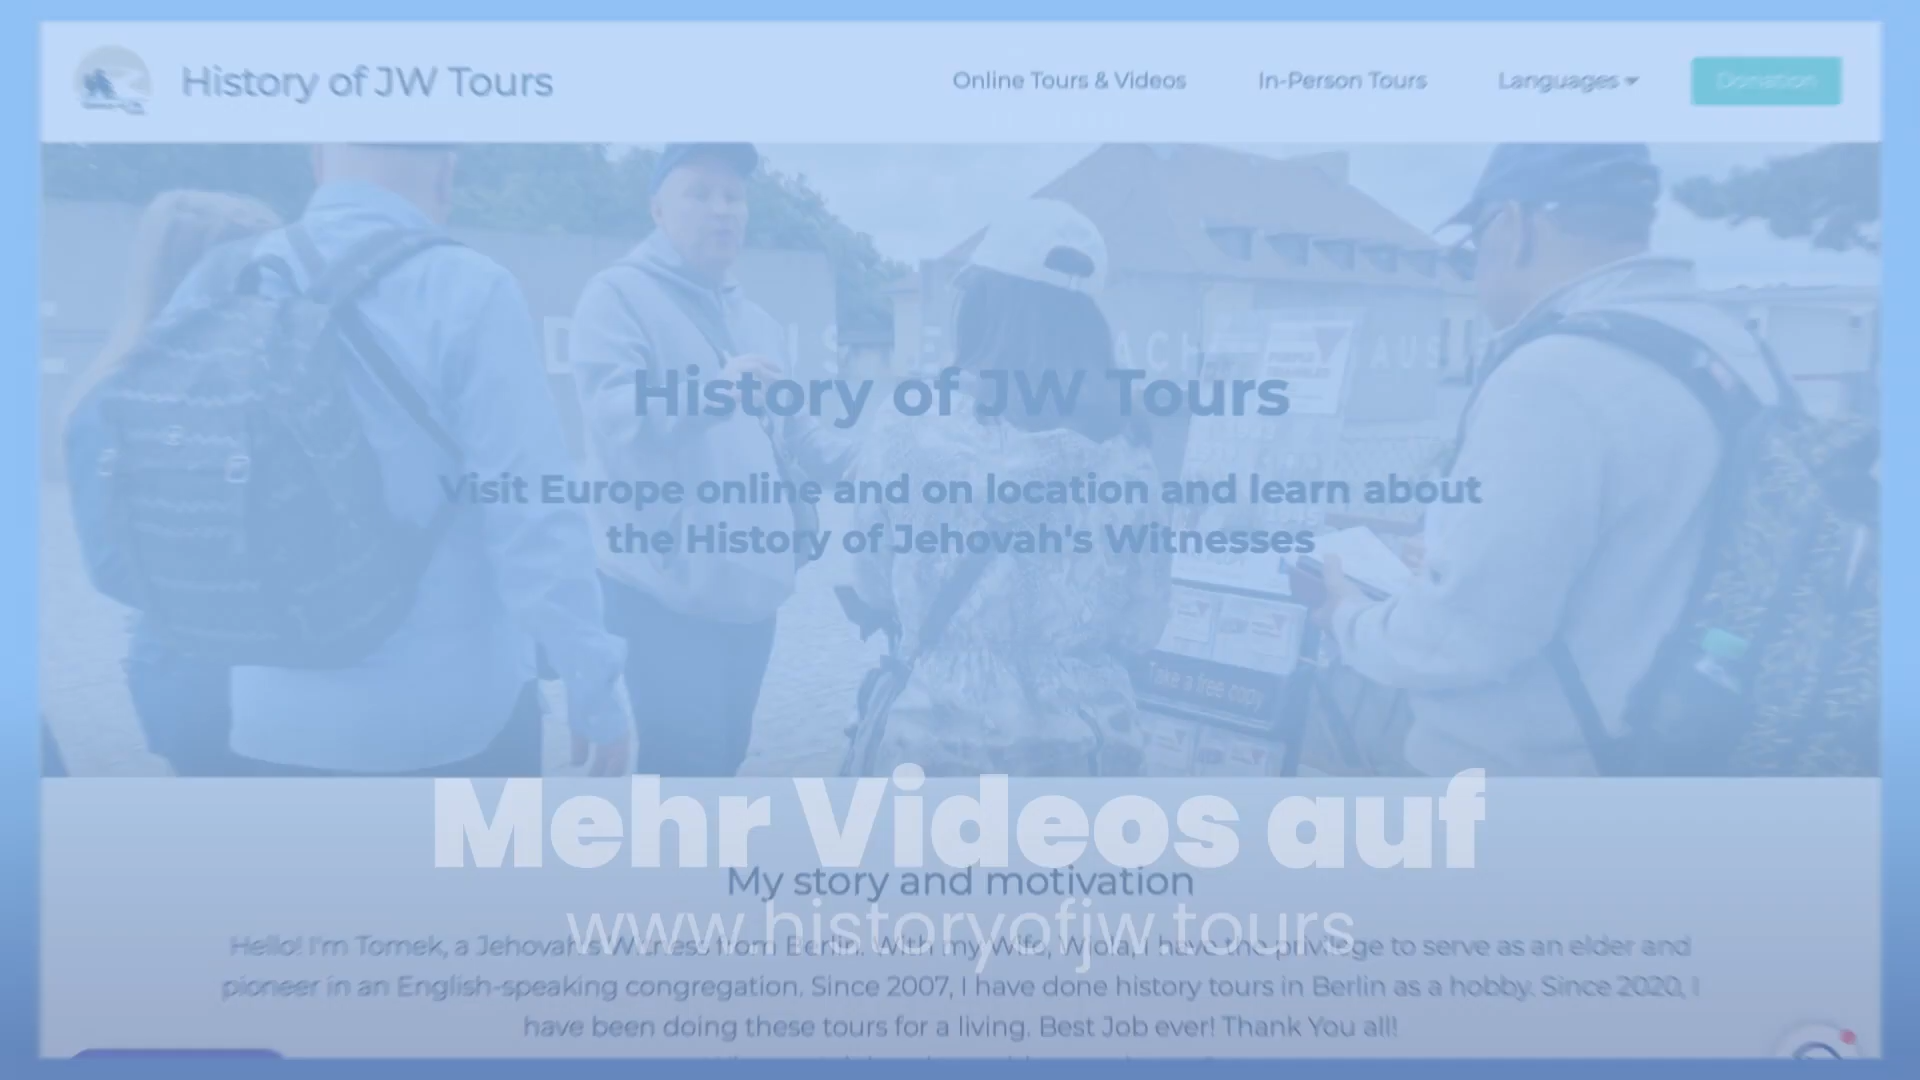 History of JW Tours
Online Tours & Videos
In-Person Tours
Languages
Donation
History of JW Tours
Visit Europe online and on location and learn about
the History of Jehovah's Witnesses
Take a free copy
Mehr Videos auf
My story and motivation
www.historyofjw.tours
Hello! I'm Tomek, a Jehovah's Witness from Berlin. With my Wife, Wiola, I have the privilege to serve as an elder and
pioneer in an English-speaking congregation. Since 2007, I have done history tours in Berlin as a hobby. Since 2020, I
have been doing these tours for a living. Best Job ever! Thank You all!